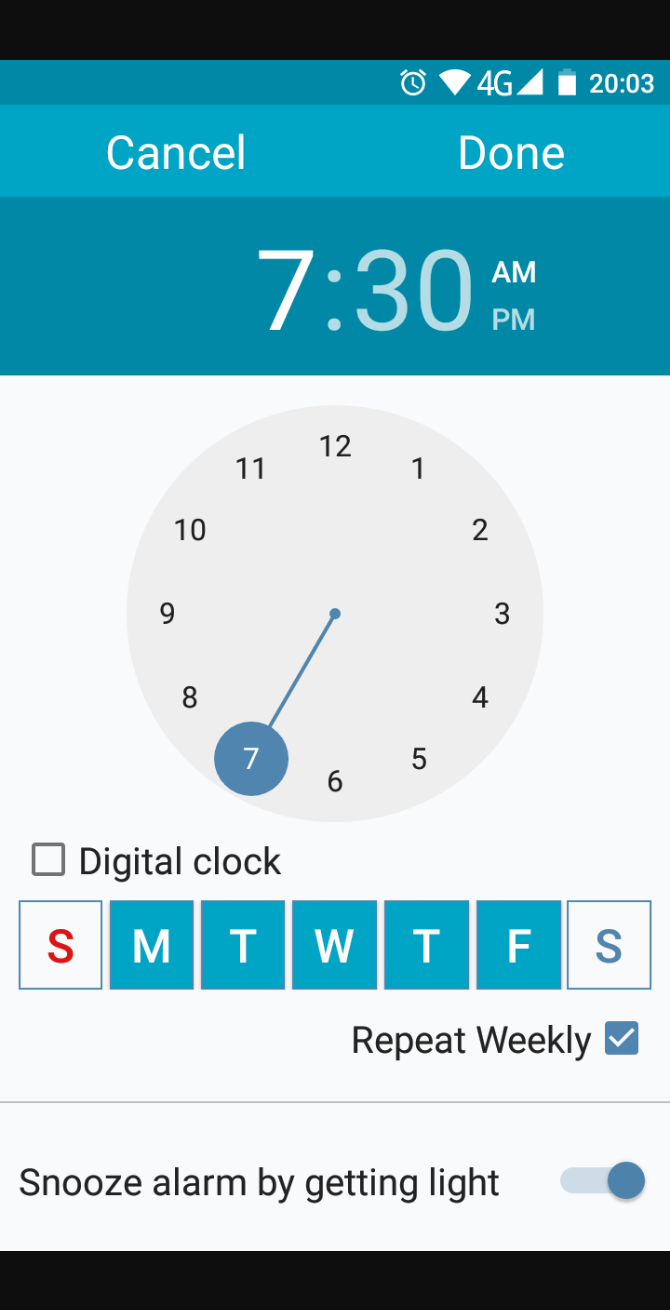 4G 20:03
Cancel Done
7:30 AM
PM
12
11 1
10 2
9 3
8 4
7 5
6
Digital clock
S M T W T F S
Repeat Weekly
Snooze alarm by getting light